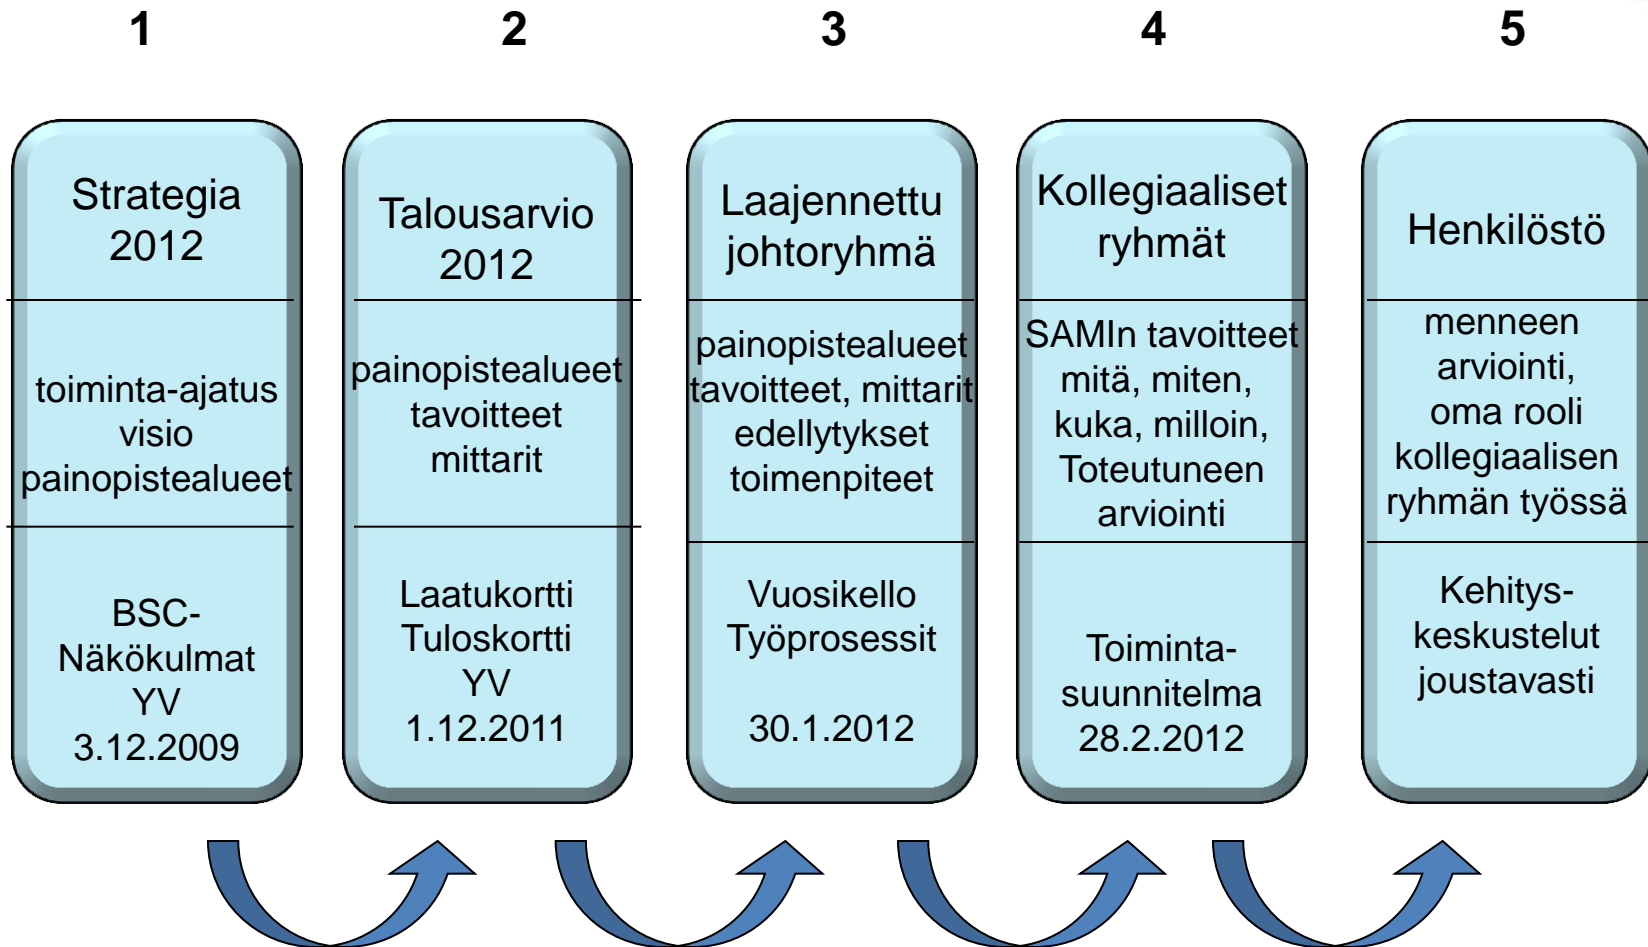 1
2
3
4
5
Strategia
2012
toiminta-ajatus
visio
painopistealueet
BSC-
Näkökulmat
YV
3.12.2009
Talousarvio
2012
painopistealueet
tavoitteet
mittarit
Laatukortti
Tuloskortti
YV
1.12.2011
Laajennettu
johtoryhmä
painopistealueet
tavoitteet, mittarit
edellytykset
toimenpiteet
Vuosikello
Työprosessit
30.1.2012
Kollegiaaliset
ryhmät
SAMIn tavoitteet
mitä, miten,
kuka, milloin,
Toteutuneen
arviointi
Toiminta-
suunnitelma
28.2.2012
Henkilöstö
menneen
arviointi,
oma rooli
kollegiaalisen
ryhmän työssä
Kehitys-
keskustelut
joustavasti